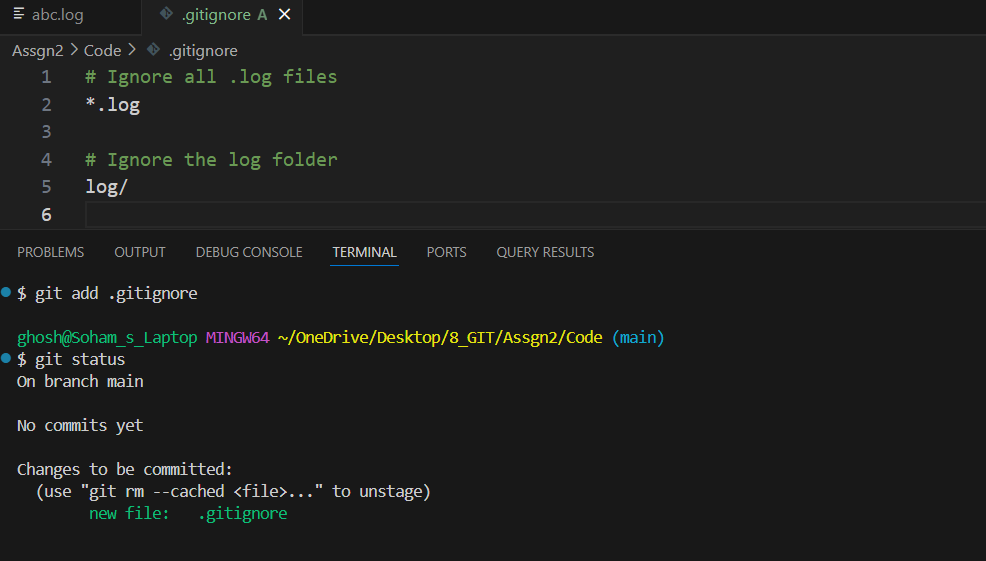 abc.log .gitignore A
Assgn2 > Code > .gitignore
1 # Ignore all .log files
2 *.log
3
4 # Ignore the log folder
5 log/
6
PROBLEMS OUTPUT DEBUG CONSOLE TERMINAL PORTS QUERY RESULTS
$ git add .gitignore
ghosh@Soham_s_Laptop MINGW64 ~/OneDrive/Desktop/8_GIT/Assgn2/Code (main)
$ git status
On branch main
No commits yet
Changes to be committed:
(use "git rm --cached <file>..." to unstage)
new file: .gitignore